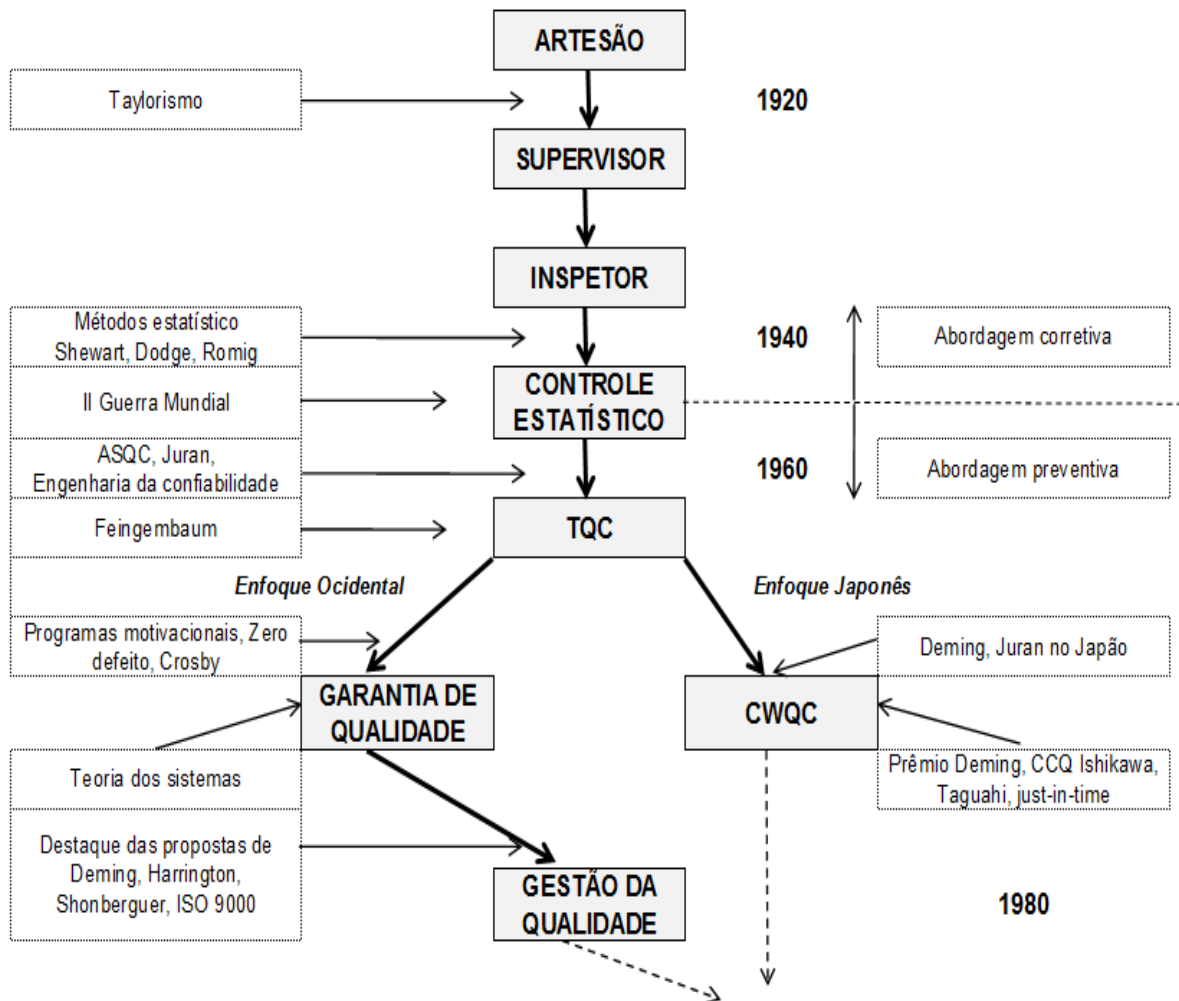 ARTESÃO
Taylorismo
1920
SUPERVISOR
INSPETOR
Métodos estatístico
Shewart, Dodge, Romig
1940
Abordagem corretiva
II Guerra Mundial
CONTROLE
ESTATÍSTICO
ASQC, Juran,
Engenharia da confiabilidade
1960
Abordagem preventiva
Feingembaum
TQC
Enfoque Ocidental
Enfoque Japonês
Programas motivacionais, Zero
defeito, Crosby
Deming, Juran no Japão
GARANTIA DE
QUALIDADE
CWQC
Teoria dos sistemas
Prêmio Deming, CCQ Ishikawa,
Taguahi, just-in-time
Destaque das propostas de
Deming, Harrington,
Shonberguer, ISO 9000
GESTÃO DA
QUALIDADE
1980